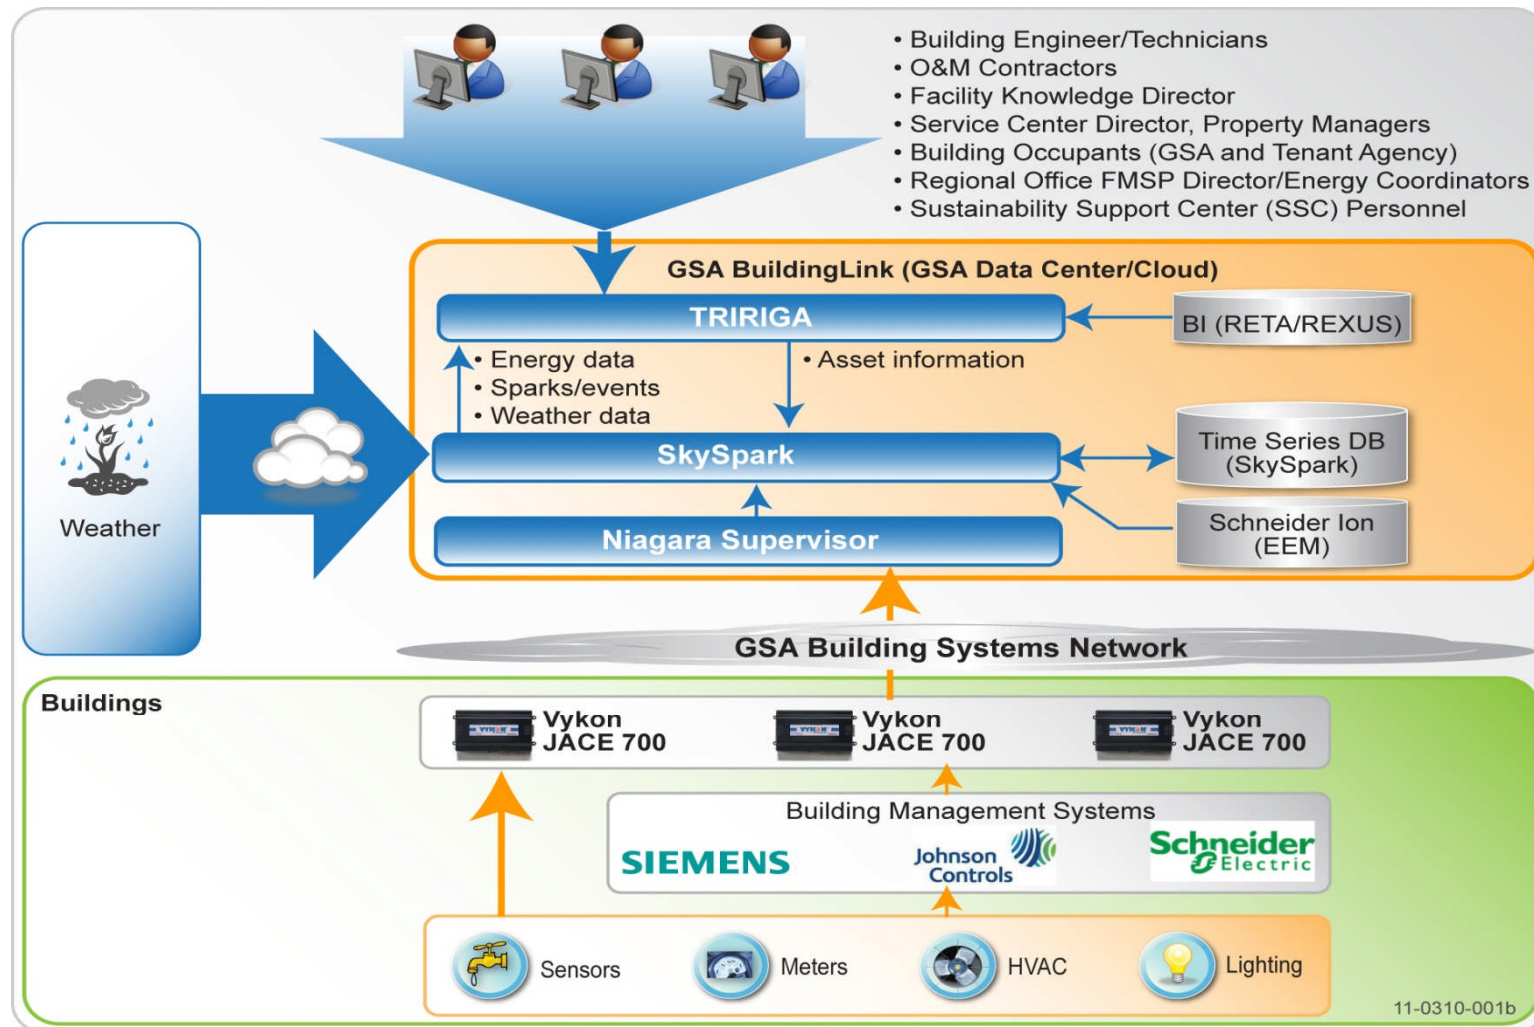 • Building Engineer/Technicians
• O&M Contractors
• Facility Knowledge Director
• Service Center Director, Property Managers
• Building Occupants (GSA and Tenant Agency)
• Regional Office FMSP Director/Energy Coordinators
• Sustainability Support Center (SSC) Personnel
GSA BuildingLink (GSA Data Center/Cloud)
TRIRIGA
BI (RETA/REXUS)
• Energy data
• Sparks/events
• Weather data
• Asset information
SkySpark
Time Series DB
(SkySpark)
Niagara Supervisor
Schneider Ion
(EEM)
Weather
GSA Building Systems Network
Buildings
Vykon
JACE 700
Vykon
JACE 700
Vykon
JACE 700
Building Management Systems
SIEMENS
Johnson
Controls
Schneider
Electric
Sensors
Meters
HVAC
Lighting
11-0310-001b